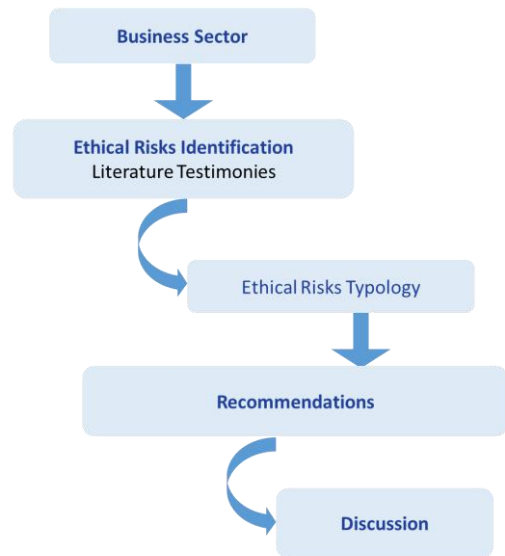 Business Sector
Ethical Risks Identification
Literature Testimonies
Ethical Risks Typology
Recommendations
Discussion